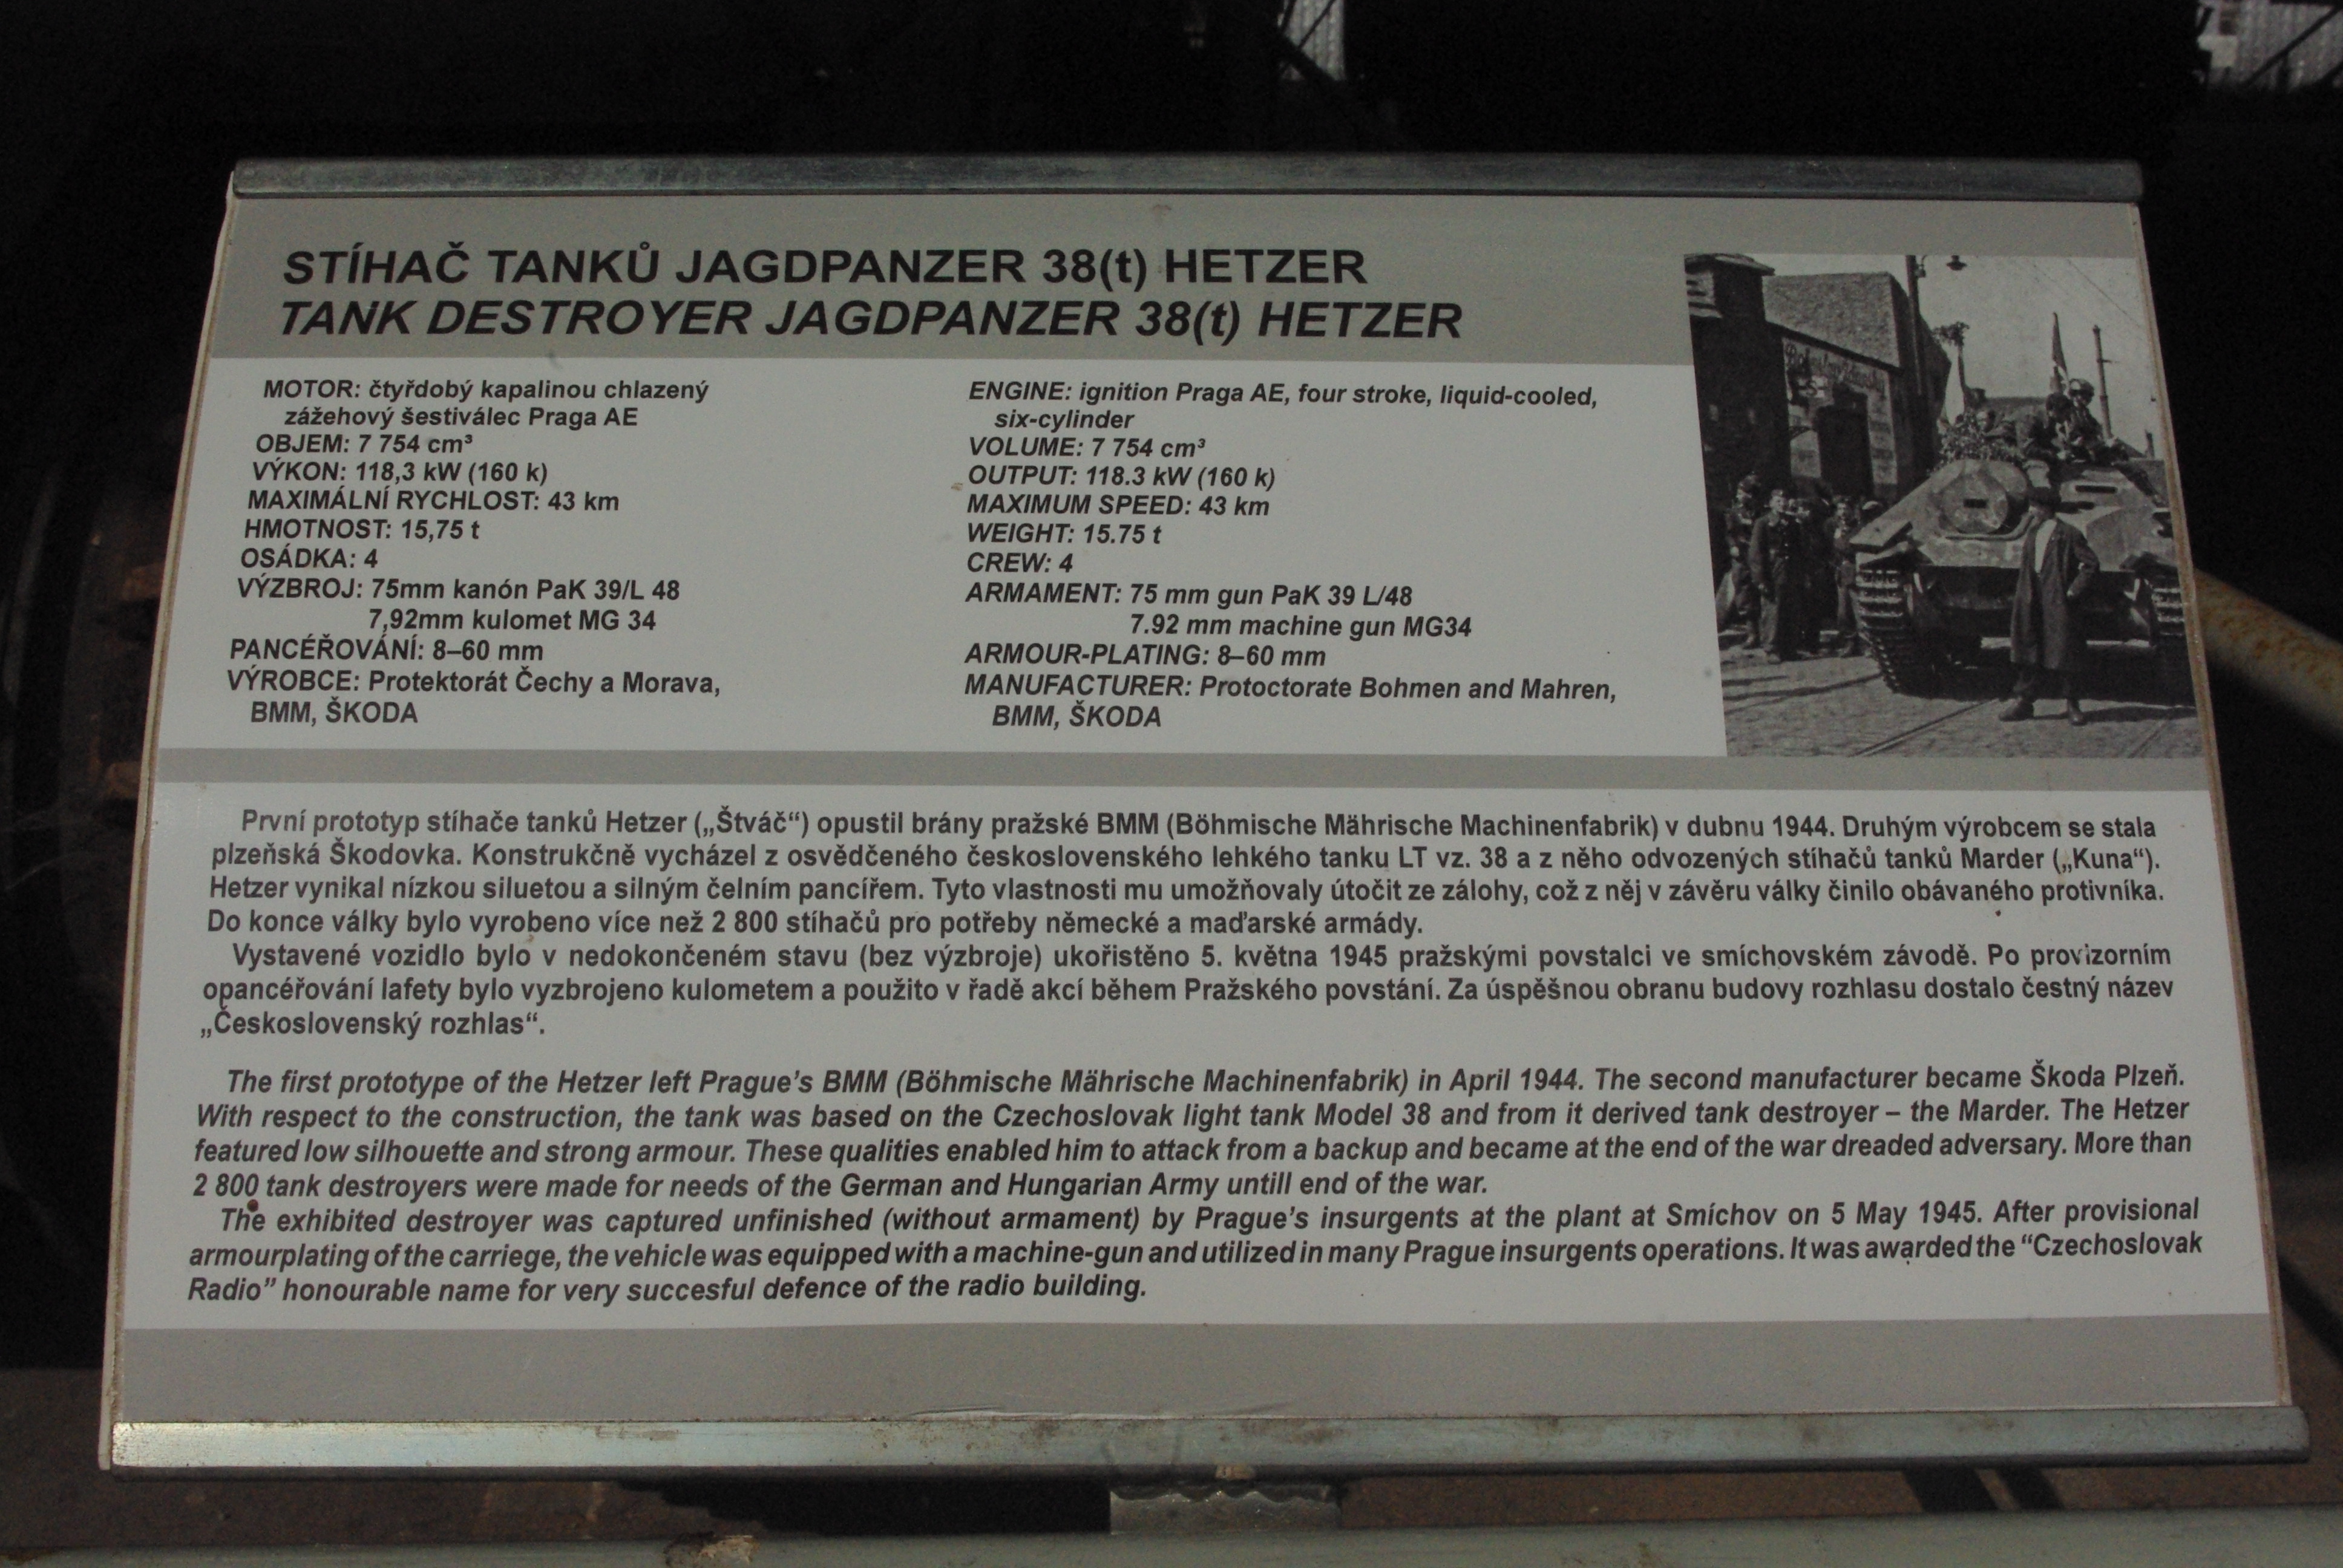 STÍHAČ TANKŮ JAGDPANZER 38(t) HETZER
TANK DESTROYER JAGDPANZER 38(t) HETZER
MOTOR: čtyřdobý kapalinou chlazený
zážehový šestiválec Praga AE
OBJEM: 7 754 cm³
VÝKON: 118,3 kW (160 k)
MAXIMÁLNÍ RYCHLOST: 43 km
HMOTNOST: 15,75 t
OSÁDKA: 4
VÝZBROJ: 75mm kanón PaK 39/L 48
7,92mm kulomet MG 34
PANCÉŘOVÁNÍ: 8–60 mm
VÝROBCE: Protektorát Čechy a Morava,
BMM, ŠKODA
ENGINE: ignition Praga AE, four stroke, liquid-cooled,
six-cylinder
VOLUME: 7 754 cm³
OUTPUT: 118.3 kW (160 k)
MAXIMUM SPEED: 43 km
WEIGHT: 15.75 t
CREW: 4
ARMAMENT: 75 mm gun PaK 39 L/48
7.92 mm machine gun MG34
ARMOUR-PLATING: 8–60 mm
MANUFACTURER: Protoctorate Bohmen and Mahren,
BMM, ŠKODA
První prototyp stíhače tanků Hetzer („Štváč“) opustil brány pražské BMM (Böhmische Mährische Machinenfabrik) v dubnu 1944. Druhým výrobcem se stala
plzeňská Škodovka. Konstrukčně vycházel z osvědčeného československého lehkého tanku LT vz. 38 a z něho odvozených stíhačů tanků Marder („Kuna“).
Hetzer vynikal nízkou siluetou a silným čelním pancířem. Tyto vlastnosti mu umožňovaly útočit ze zálohy, což z něj v závěru války činilo obávaného protivníka.
Do konce války bylo vyrobeno více než 2 800 stíhačů pro potřeby německé a maďarské armády.
Vystavené vozidlo bylo v nedokončeném stavu (bez výzbroje) ukořistěno 5. května 1945 pražskými povstalci ve smíchovském závodě. Po provizorním
opancéřování lafety bylo vyzbrojeno kulometem a použito v řadě akcí během Pražského povstání. Za úspěšnou obranu budovy rozhlasu dostalo čestný název
„Československý rozhlas“.
The first prototype of the Hetzer left Prague’s BMM (Böhmische Mährische Machinenfabrik) in April 1944. The second manufacturer became Škoda Plzeň.
With respect to the construction, the tank was based on the Czechoslovak light tank Model 38 and from it derived tank destroyer – the Marder. The Hetzer
featured low silhouette and strong armour. These qualities enabled him to attack from a backup and became at the end of the war dreaded adversary. More than
2 800 tank destroyers were made for needs of the German and Hungarian Army untill end of the war.
The exhibited destroyer was captured unfinished (without armament) by Prague’s insurgents at the plant at Smíchov on 5 May 1945. After provisional
armourplating of the carriege, the vehicle was equipped with a machine-gun and utilized in many Prague insurgents operations. It was awarded the “Czechoslovak
Radio” honourable name for very succesful defence of the radio building.